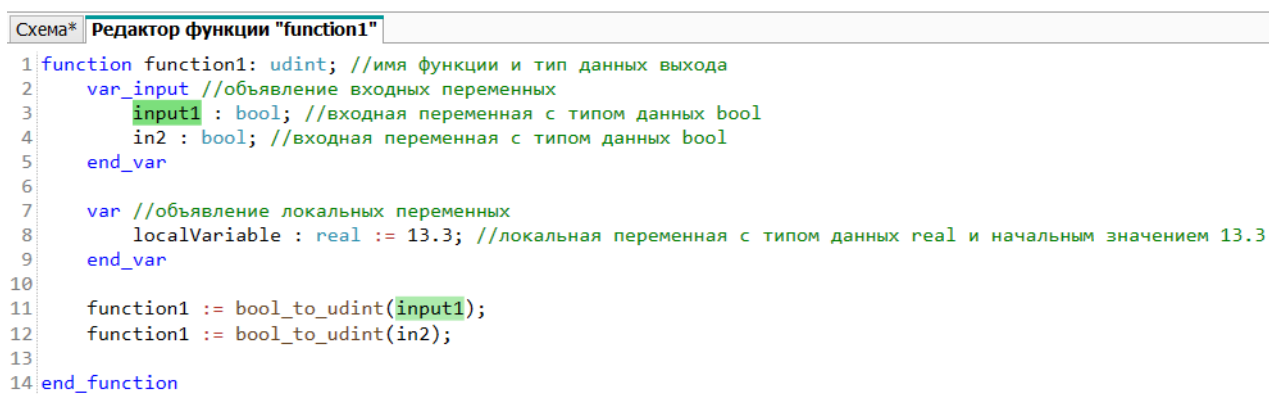 Схема* Редактор функции "function1"
1 function function1: udint; //имя функции и тип данных выхода
2 var_input //объявление входных переменных
3 input1 : bool; //входная переменная с типом данных bool
4 in2 : bool; //входная переменная с типом данных bool
5 end_var
6
7 var //объявление локальных переменных
8 localVariable : real := 13.3; //локальная переменная с типом данных real и начальным значением 13.3
9 end_var
10
11 function1 := bool_to_udint(input1);
12 function1 := bool_to_udint(in2);
13
14 end_function